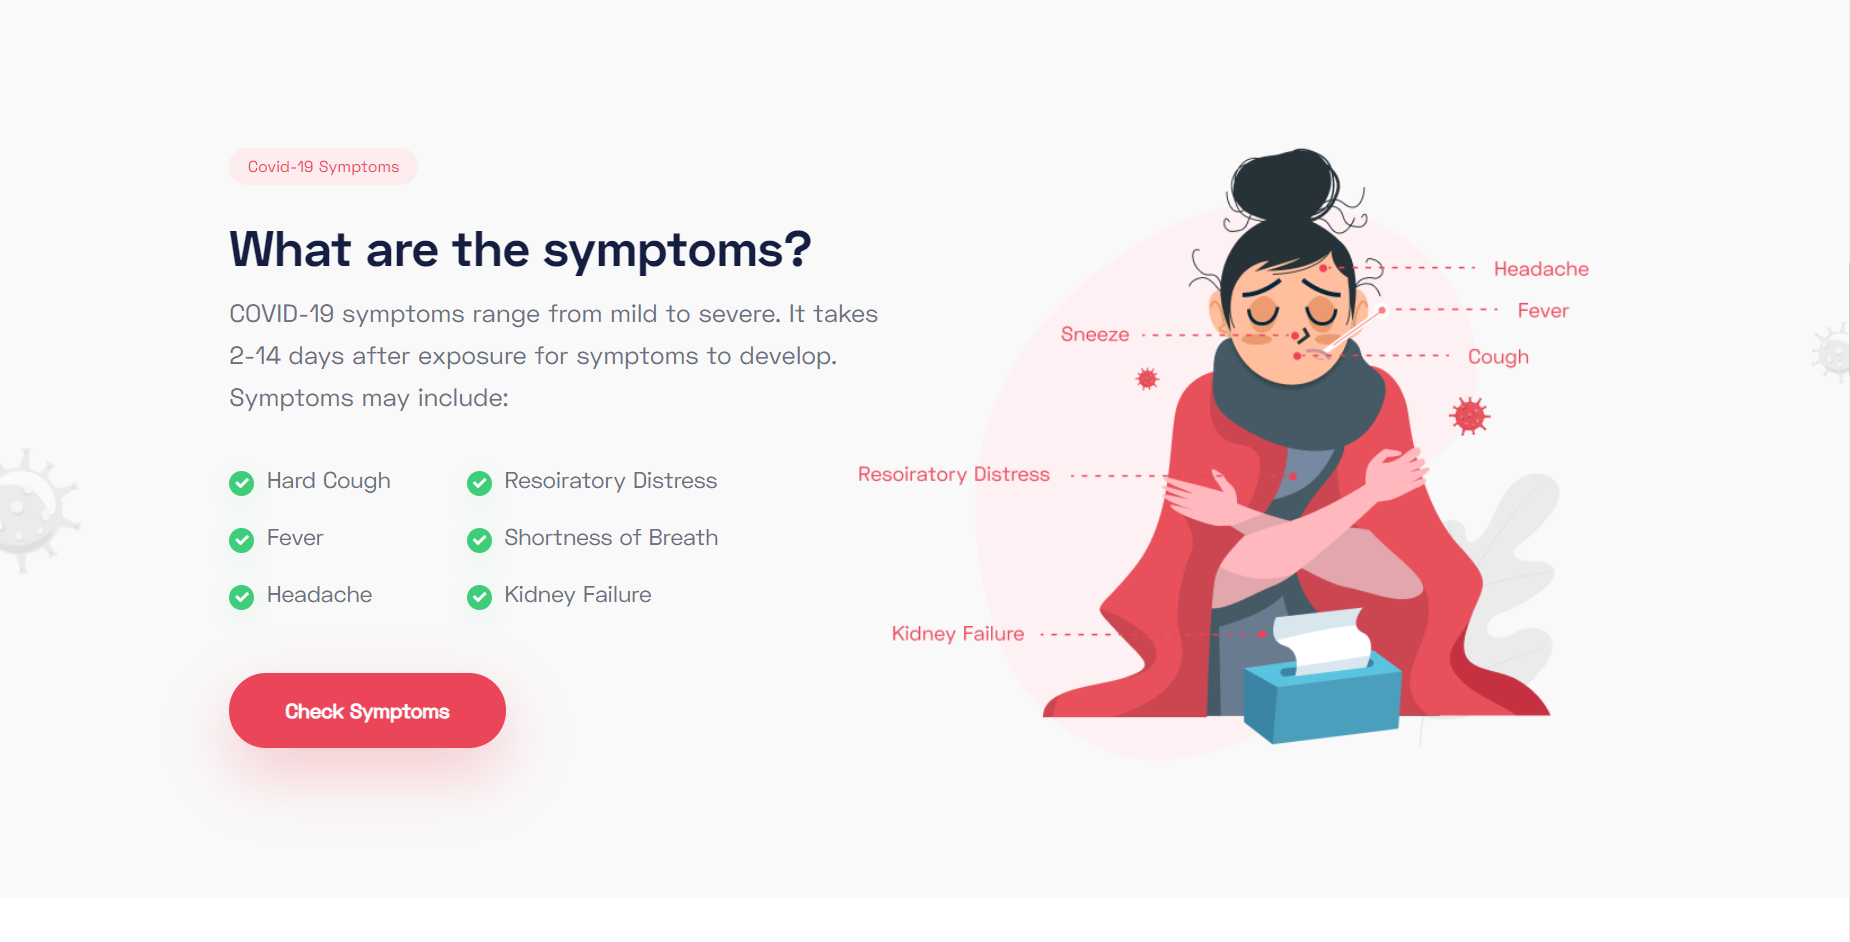 Covid-19 Symptoms
What are the symptoms?
COVID-19 symptoms range from mild to severe. It takes
2-14 days after exposure for symptoms to develop.
Symptoms may include:
Hard Cough
Resoiratory Distress
Fever
Shortness of Breath
Headache
Kidney Failure
Check Symptoms
Headache
Fever
Sneeze
Cough
Resoiratory Distress
Kidney Failure